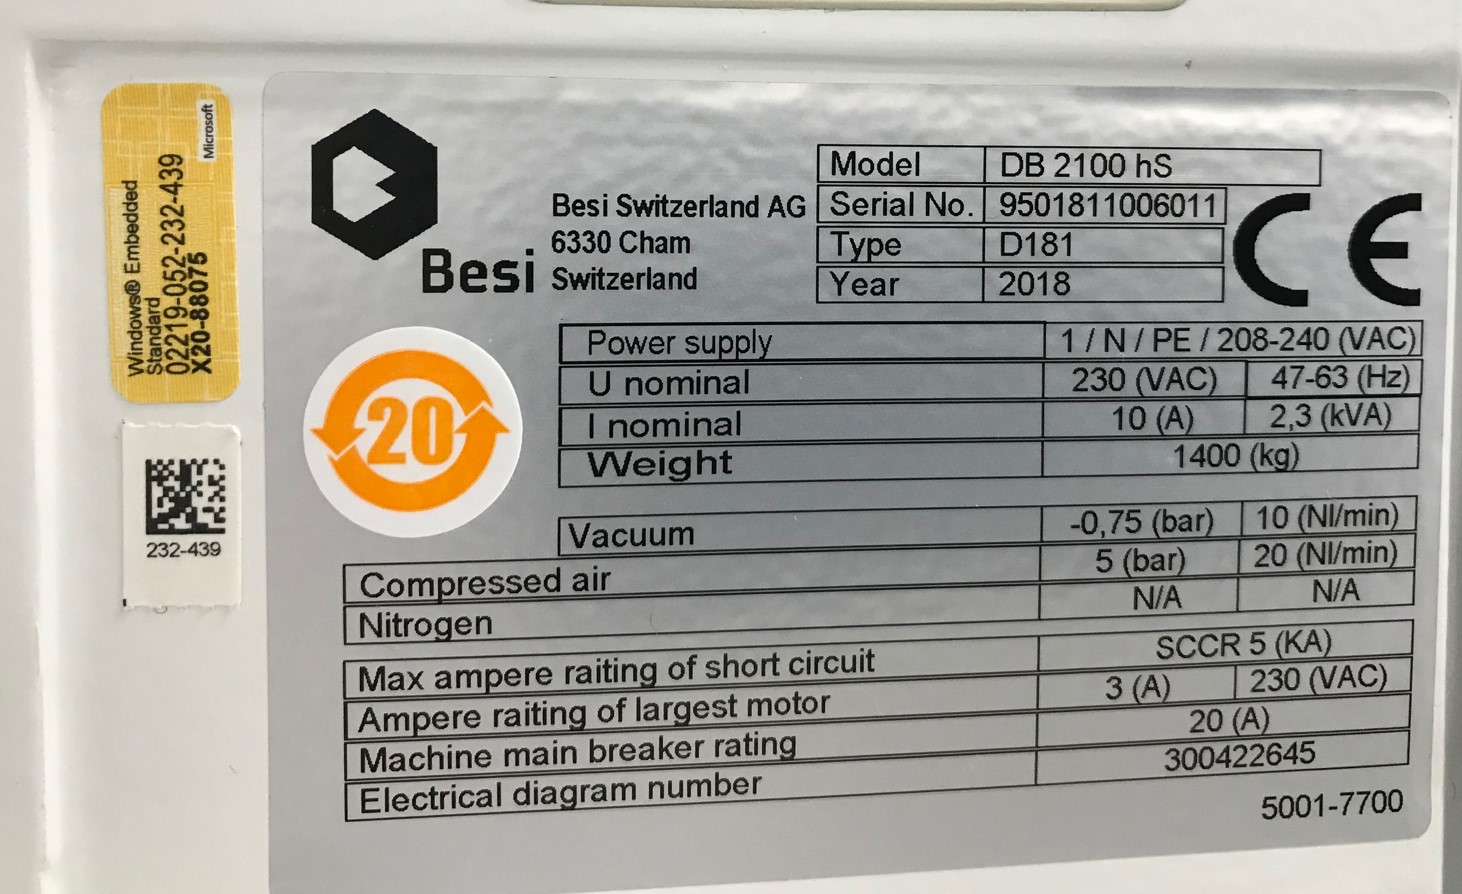 Microsoft
Windows® Embedded
Standard
02219-052-232-439
X20-88075
232-439
Besi
Besi Switzerland AG
6330 Cham
Switzerland
Model DB 2100 hS
Serial No. 9501811006011
Type D181
Year 2018
CE
20
Power supply 1 / N / PE / 208-240 (VAC)
U nominal 230 (VAC) 47-63 (Hz)
I nominal 10 (A) 2,3 (kVA)
Weight 1400 (kg)
Vacuum -0,75 (bar) 10 (Nl/min)
Compressed air 5 (bar) 20 (Nl/min)
Nitrogen N/A N/A
Max ampere raiting of short circuit SCCR 5 (KA)
Ampere raiting of largest motor 3 (A) 230 (VAC)
Machine main breaker rating 20 (A)
Electrical diagram number 300422645
5001-7700